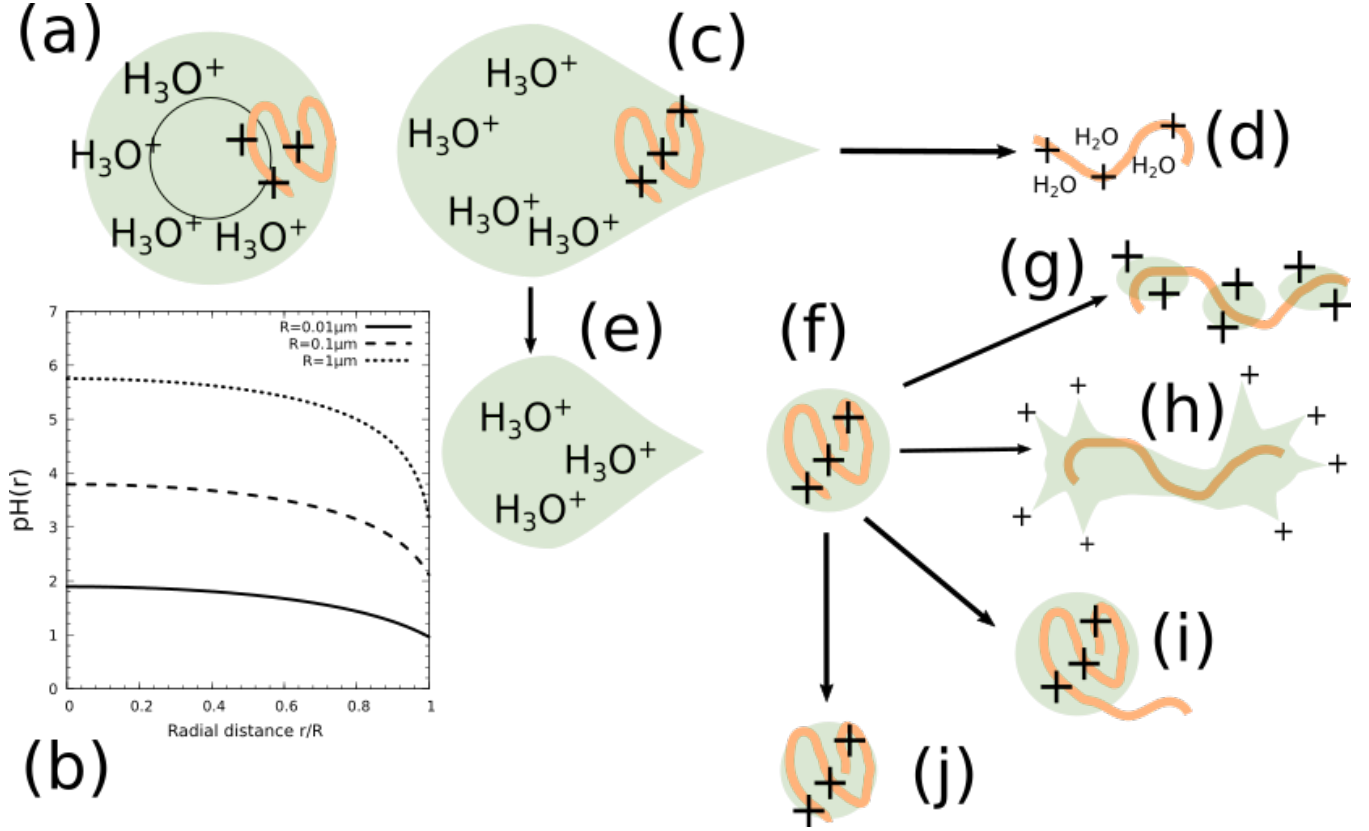 (a)
H₃O⁺
H₃O⁺
H₃O⁺ H₃O⁺
(c)
H₃O⁺
H₃O⁺
H₃O⁺
H₃O⁺
+ + +
+ + +
(d)
H₂O
H₂O
H₂O
+ + +
(b)
7
6
5
4
3
2
1
0
pH(r)
0 0.2 0.4 0.6 0.8 1
Radial distance r/R
R=0.01μm
R=0.1μm
R=1μm
(e)
H₃O⁺
H₃O⁺
H₃O⁺
(f)
+ + +
(g)
+ + + + + +
(h)
+ + + + + + + +
(i)
+ + +
(j)
+ + +